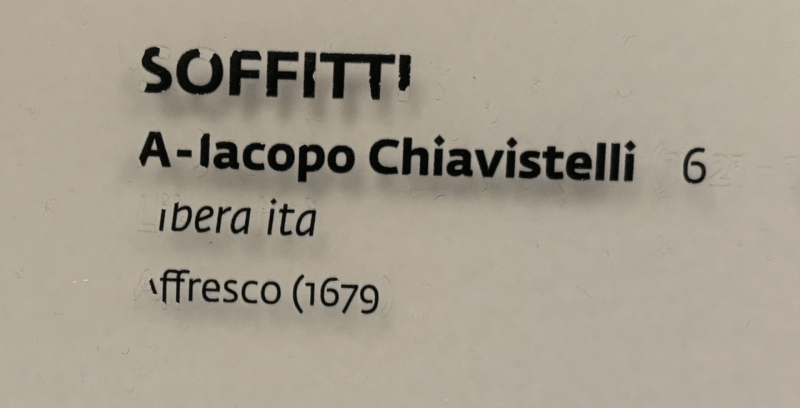 SOFFITTI
A-Iacopo Chiavistelli 6
ibera ita
ffresco (1679